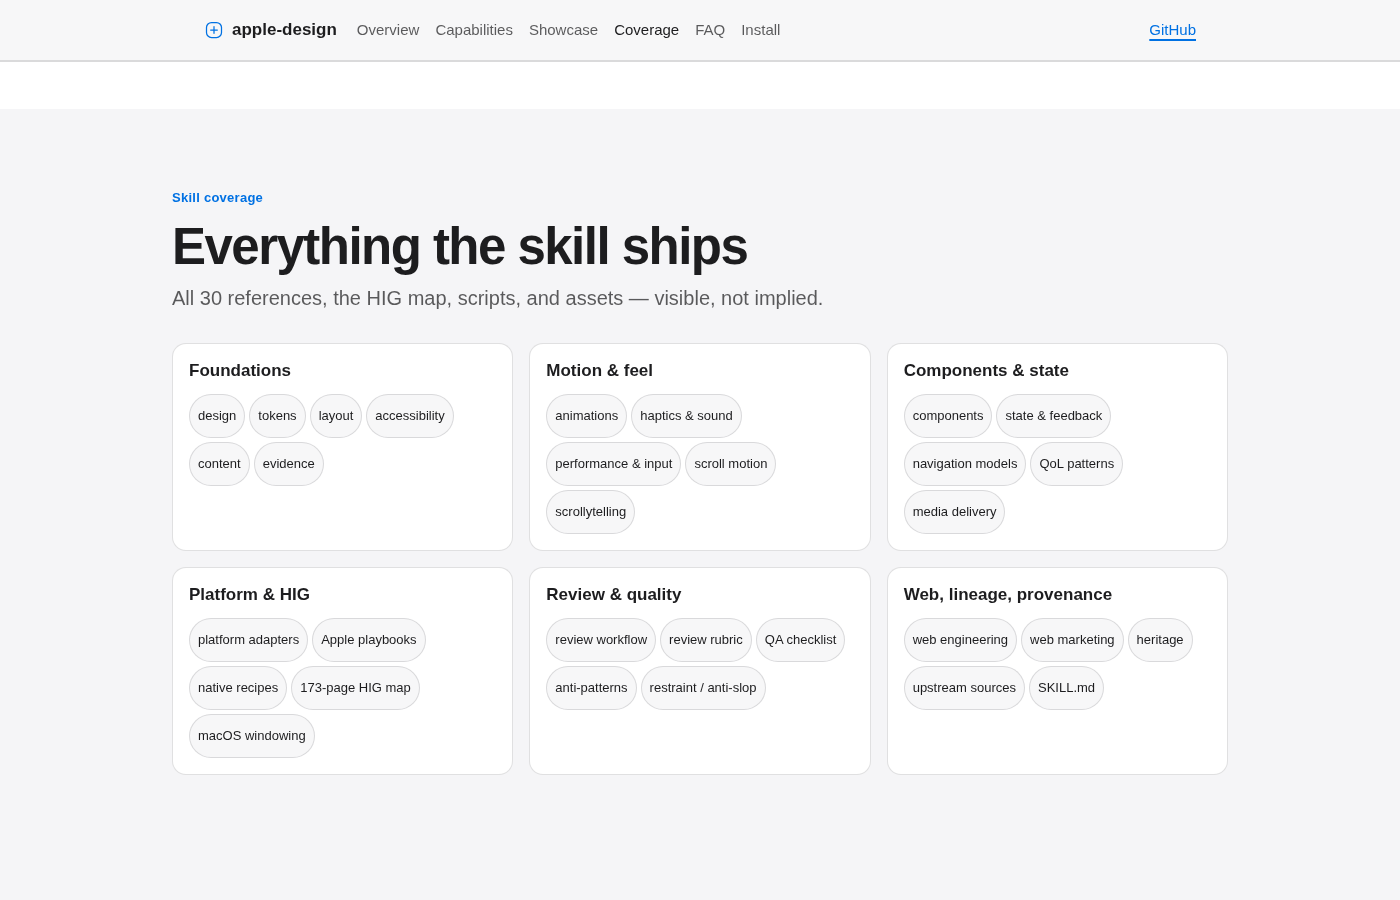 apple-design Overview Capabilities Showcase Coverage FAQ Install GitHub
Skill coverage
Everything the skill ships
All 30 references, the HIG map, scripts, and assets — visible, not implied.
Foundations
design tokens layout accessibility
content evidence
Motion & feel
animations haptics & sound
performance & input scroll motion
scrollytelling
Components & state
components state & feedback
navigation models QoL patterns
media delivery
Platform & HIG
platform adapters Apple playbooks
native recipes 173-page HIG map
macOS windowing
Review & quality
review workflow review rubric QA checklist
anti-patterns restraint / anti-slop
Web, lineage, provenance
web engineering web marketing heritage
upstream sources SKILL.md